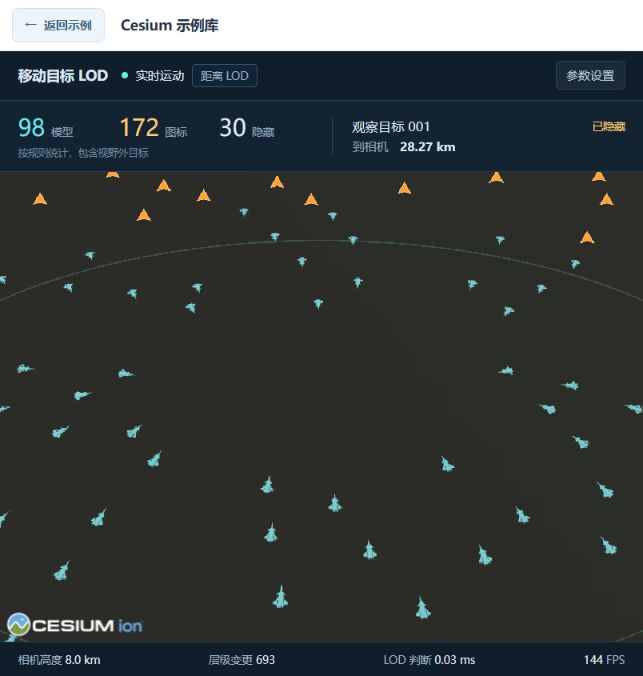 ← 返回示例 Cesium 示例库
移动目标 LOD 实时运动 距离 LOD 参数设置
98 模型 172 图标 30 隐藏 观察目标 001 已隐藏
按规则统计，包含视野外目标 到相机 28.27 km
CESIUM ion
相机高度 8.0 km 层级变更 693 LOD 判断 0.03 ms 144 FPS